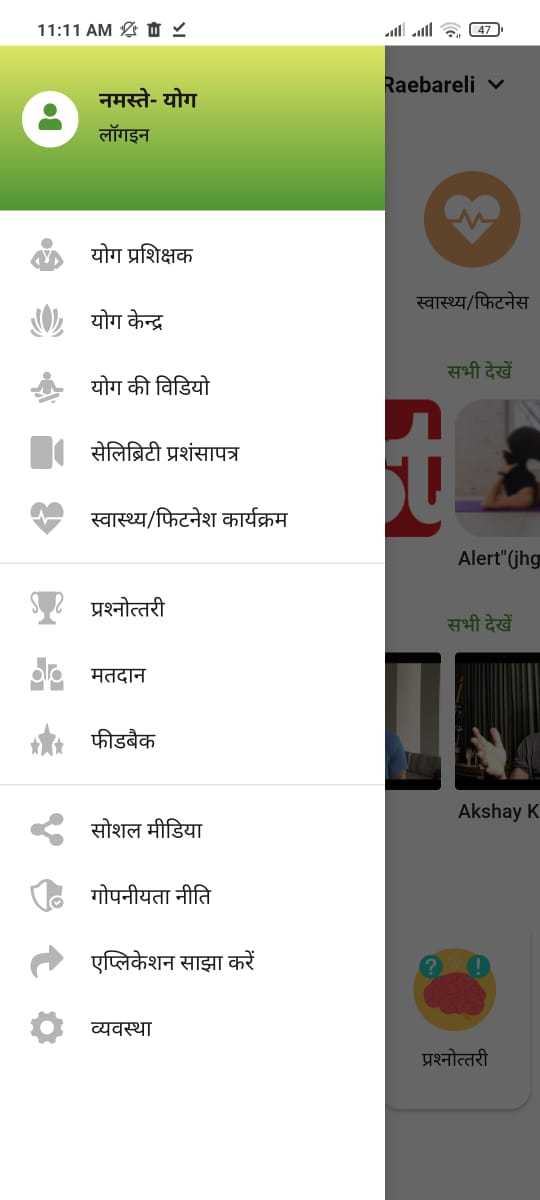 11:11 AM
47
नमस्ते- योग
लॉगइन
Raebareli
योग प्रशिक्षक
योग केन्द्र
योग की विडियो
सेलिब्रिटी प्रशंसापत्र
स्वास्थ्य/फिटनेश कार्यक्रम
प्रश्नोत्तरी
मतदान
फीडबैक
सोशल मीडिया
गोपनीयता नीति
एप्लिकेशन साझा करें
व्यवस्था
स्वास्थ्य/फिटनेस
सभी देखें
Alert"(jhg
सभी देखें
Akshay K
? !
प्रश्नोत्तरी